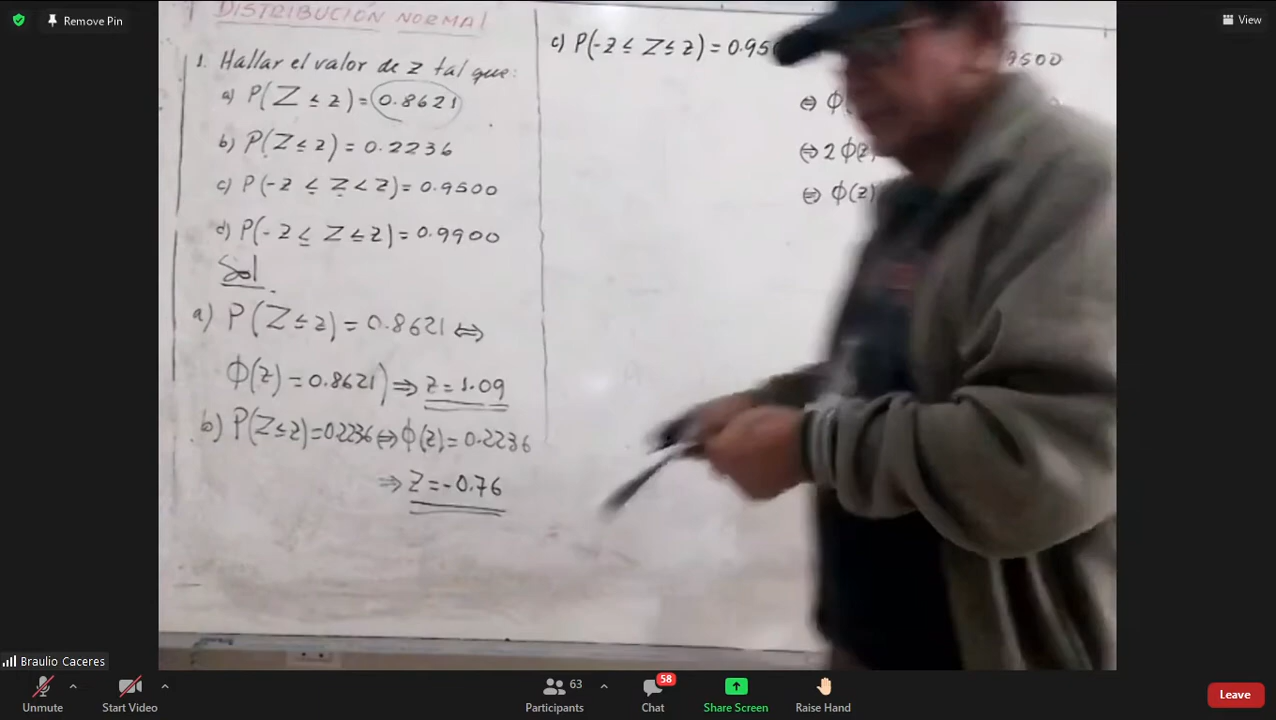 Remove Pin
View
DISTRIBUCIÓN NORMAL
1. Hallar el valor de z tal que:
a) P(Z ≤ z) = 0.8621
b) P(Z ≤ z) = 0.2236
c) P(-z ≤ Z < z) = 0.9500
d) P(-z ≤ Z ≤ z) = 0.9900
Sol
a) P(Z ≤ z) = 0.8621 ⇔
ϕ(z) = 0.8621) ⇒ z = 1.09
b) P(Z ≤ z) = 0.2236 ⇔ ϕ(z) = 0.2236
⇒ Z = -0.76
c) P(-z ≤ Z ≤ z) = 0.950
9500
⇔ ϕ(
⇔ 2ϕ(z)
⇔ ϕ(z)
Braulio Caceres
Unmute
Start Video
63
Participants
58
Chat
Share Screen
Raise Hand
Leave